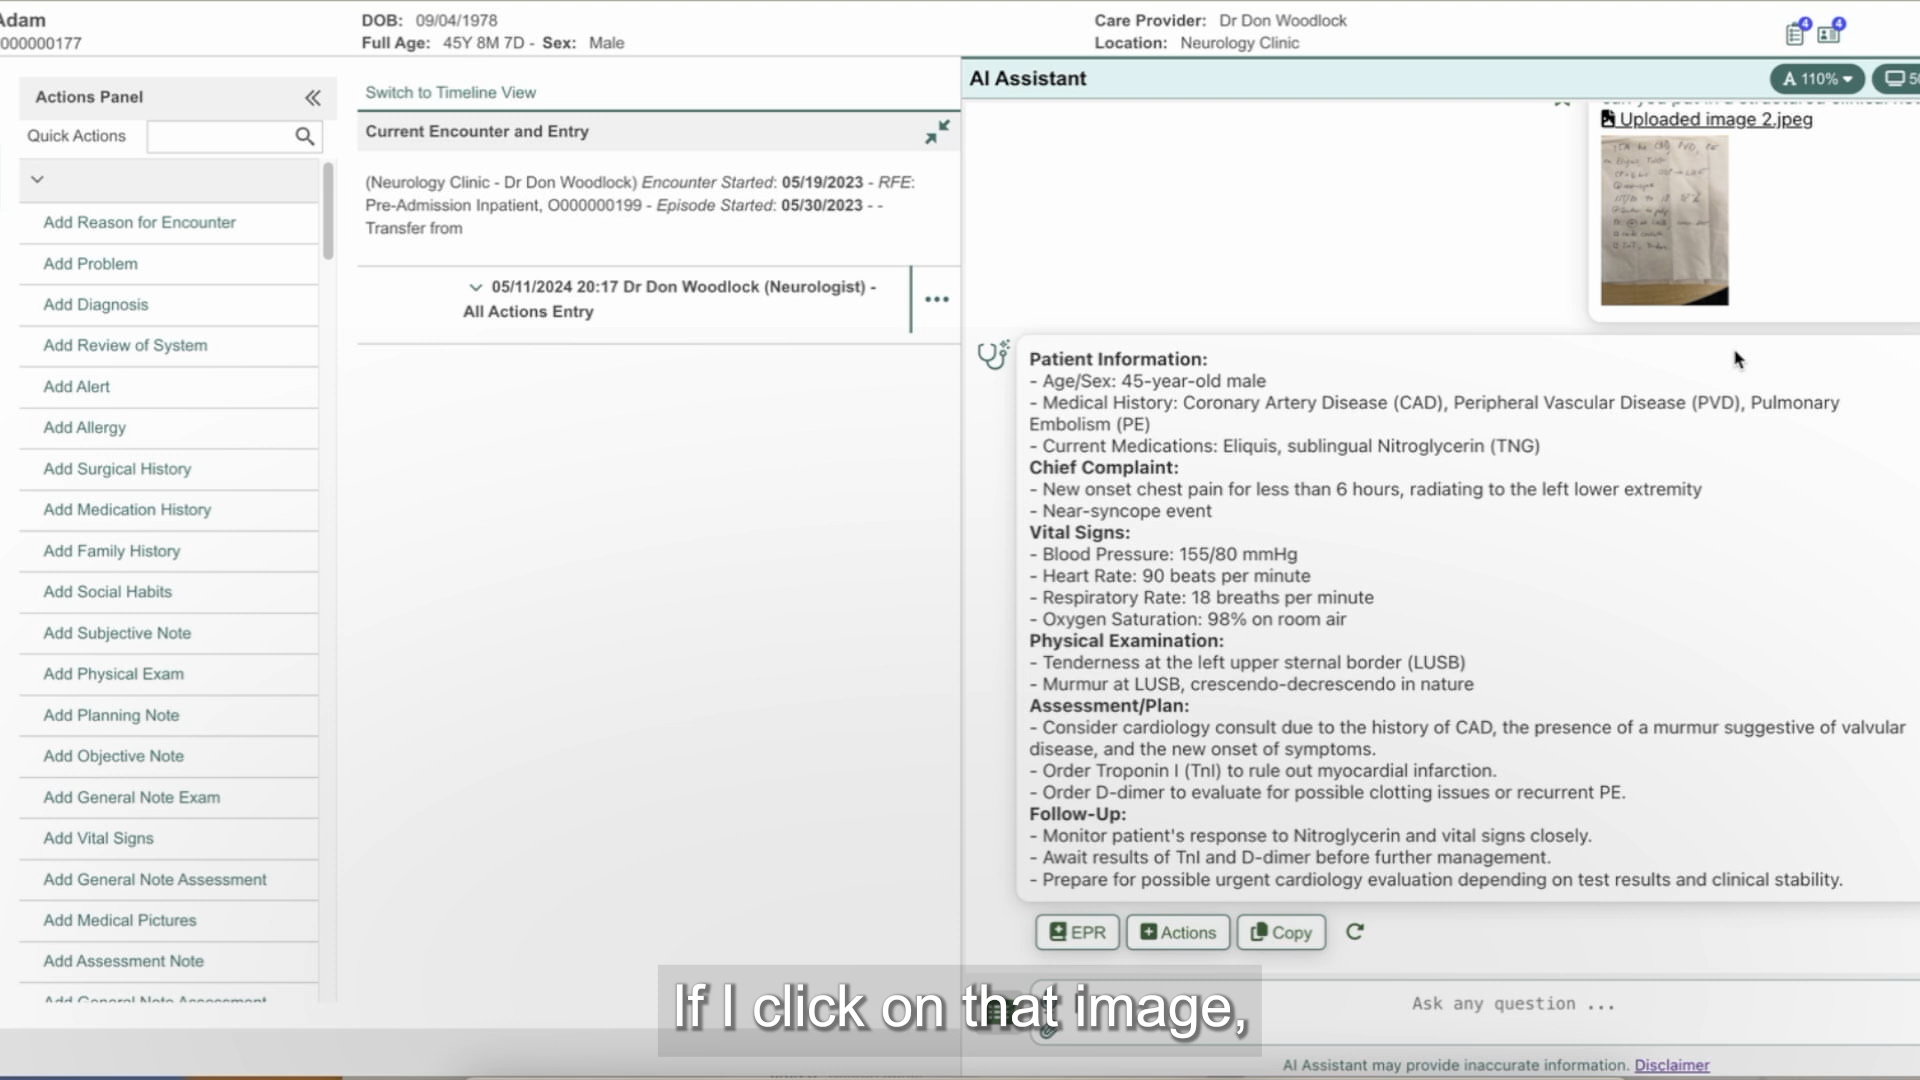 Adam
000000177
DOB: 09/04/1978
Full Age: 45Y 8M 7D - Sex: Male
Care Provider: Dr Don Woodlock
Location: Neurology Clinic
4
4
Actions Panel
Quick Actions
Add Reason for Encounter
Add Problem
Add Diagnosis
Add Review of System
Add Alert
Add Allergy
Add Surgical History
Add Medication History
Add Family History
Add Social Habits
Add Subjective Note
Add Physical Exam
Add Planning Note
Add Objective Note
Add General Note Exam
Add Vital Signs
Add General Note Assessment
Add Medical Pictures
Add Assessment Note
Add General Note Assessment
Switch to Timeline View
Current Encounter and Entry
(Neurology Clinic - Dr Don Woodlock) Encounter Started: 05/19/2023 - RFE:
Pre-Admission Inpatient, O000000199 - Episode Started: 05/30/2023 - -
Transfer from
05/11/2024 20:17 Dr Don Woodlock (Neurologist) -
All Actions Entry
AI Assistant
A 110%
Uploaded image 2.jpeg
Patient Information:
- Age/Sex: 45-year-old male
- Medical History: Coronary Artery Disease (CAD), Peripheral Vascular Disease (PVD), Pulmonary
Embolism (PE)
- Current Medications: Eliquis, sublingual Nitroglycerin (TNG)
Chief Complaint:
- New onset chest pain for less than 6 hours, radiating to the left lower extremity
- Near-syncope event
Vital Signs:
- Blood Pressure: 155/80 mmHg
- Heart Rate: 90 beats per minute
- Respiratory Rate: 18 breaths per minute
- Oxygen Saturation: 98% on room air
Physical Examination:
- Tenderness at the left upper sternal border (LUSB)
- Murmur at LUSB, crescendo-decrescendo in nature
Assessment/Plan:
- Consider cardiology consult due to the history of CAD, the presence of a murmur suggestive of valvular
disease, and the new onset of symptoms.
- Order Troponin I (TnI) to rule out myocardial infarction.
- Order D-dimer to evaluate for possible clotting issues or recurrent PE.
Follow-Up:
- Monitor patient's response to Nitroglycerin and vital signs closely.
- Await results of TnI and D-dimer before further management.
- Prepare for possible urgent cardiology evaluation depending on test results and clinical stability.
EPR
Actions
Copy
Ask any question ...
If I click on that image,
AI Assistant may provide inaccurate information. Disclaimer